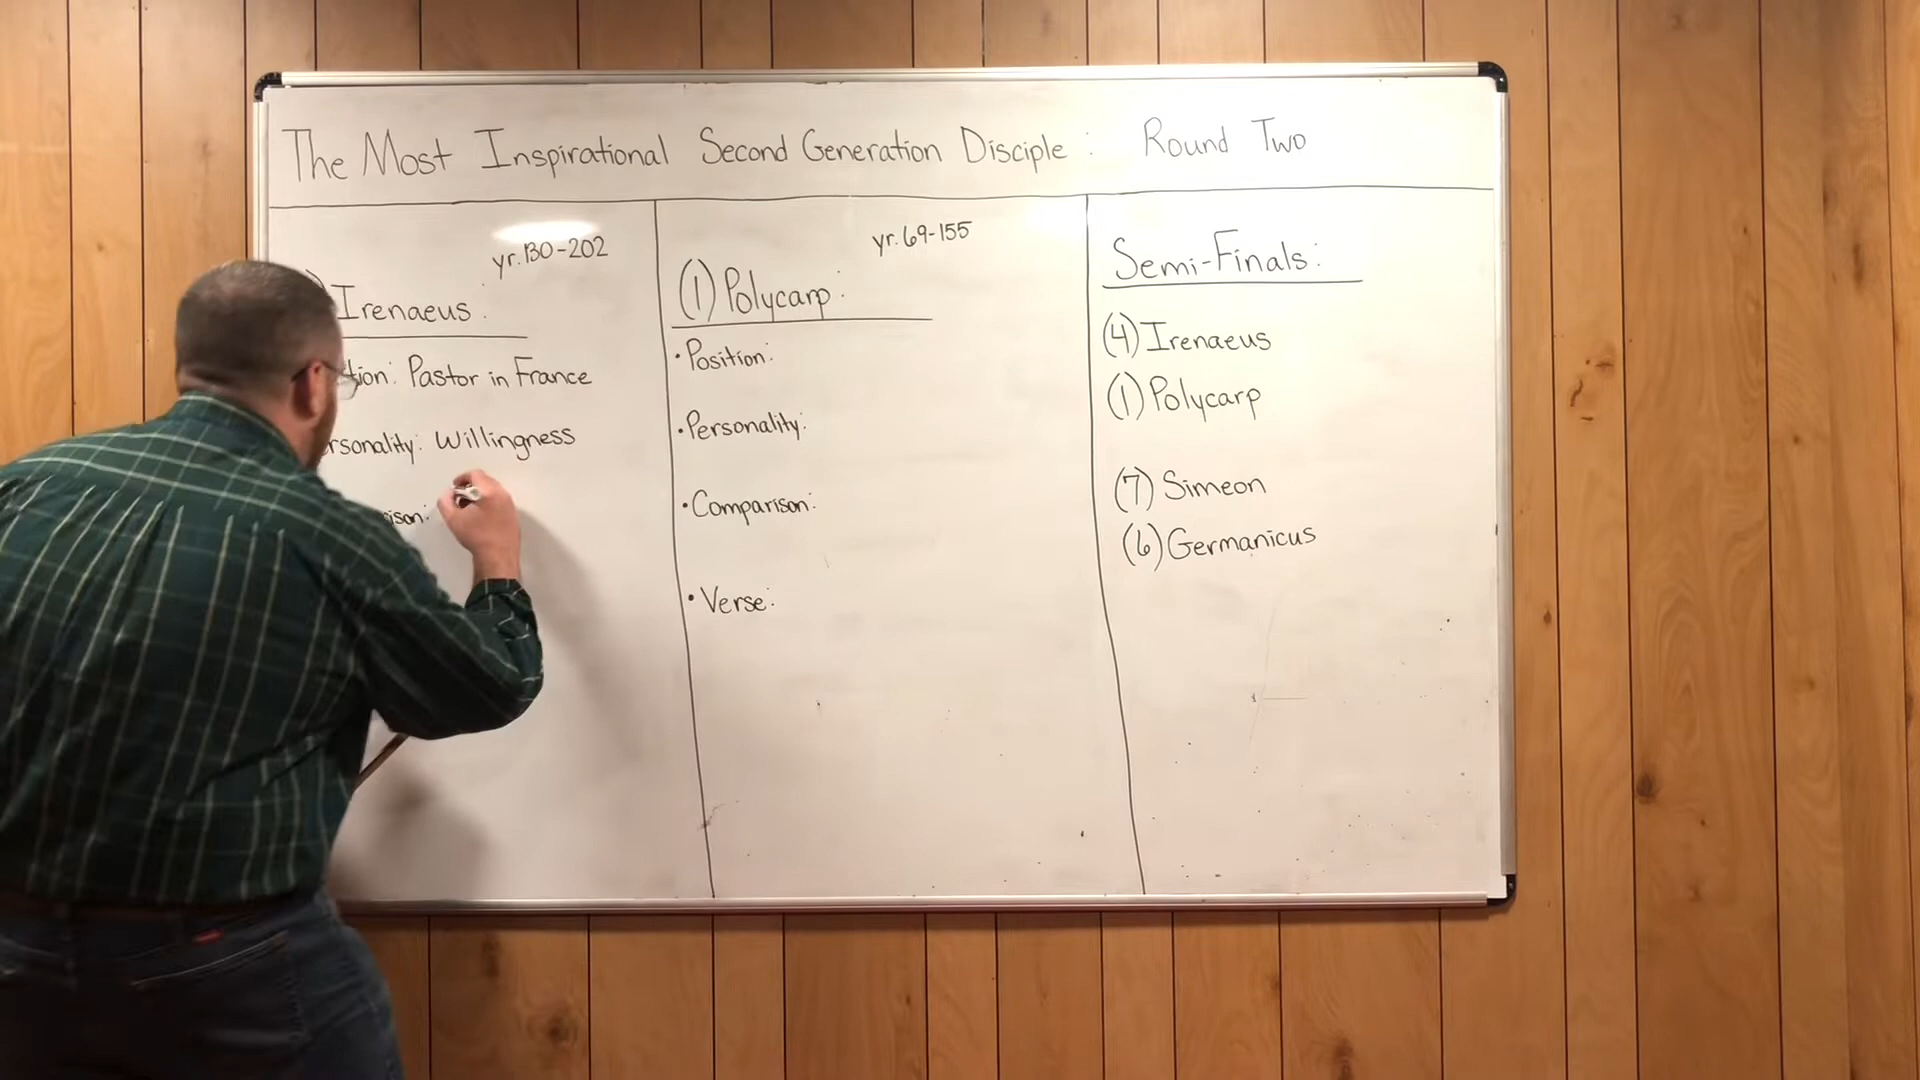 The Most Inspirational Second Generation Disciple: Round Two
yr. 130-202
Irenaeus:
tion: Pastor in France
rsonality: Willingness
ison:
yr. 69-155
(1) Polycarp:
•Position:
•Personality:
•Comparison:
•Verse:
Semi-Finals:
(4) Irenaeus
(1) Polycarp
(7) Simeon
(6) Germanicus